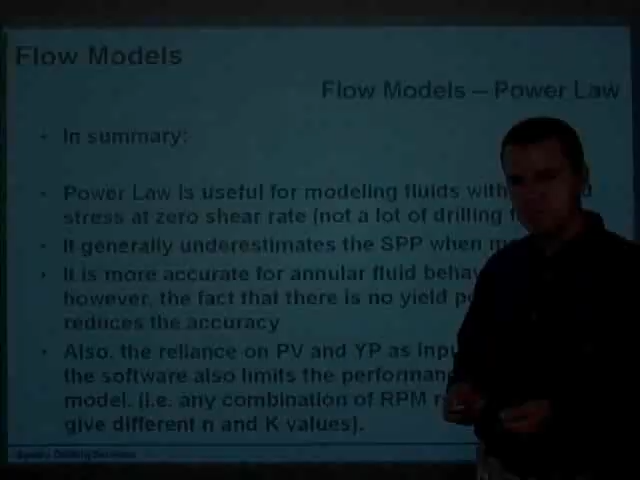 Flow Models
Flow Models – Power Law
• In summary:
• Power Law is useful for modeling fluids with
stress at zero shear rate (not a lot of drilling
• It generally underestimates the SPP when
• It is more accurate for annular fluid
however, the fact that there is no yield
reduces the accuracy
• Also, the reliance on PV and YP as
the software also limits the
model. (i.e. any combination of RPM
give different n and K values).